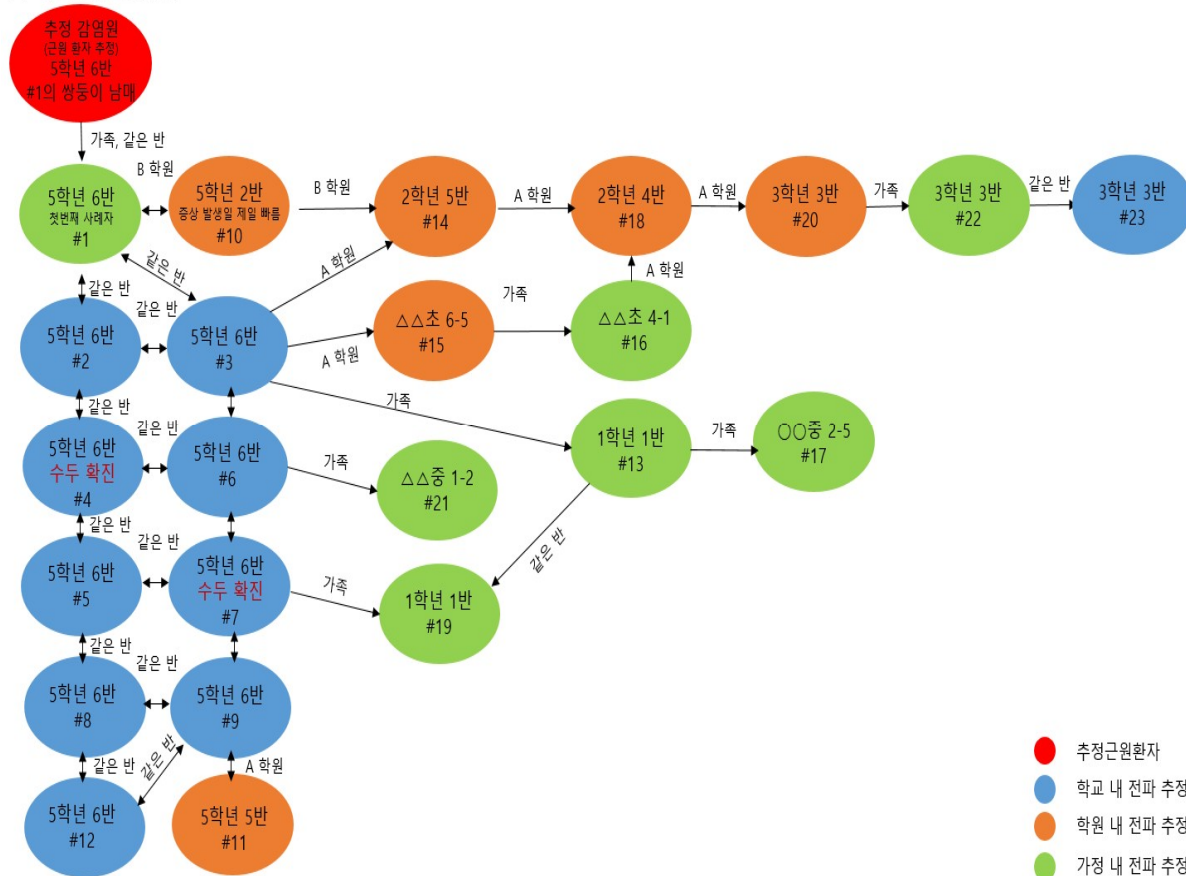 추정 감염원
(근원 환자 추정)
5학년 6반
#1의 쌍둥이 남매
가족, 같은 반
B 학원
5학년 6반
첫번째 사례자
#1
5학년 2반
증상 발생일 제일 빠름
#10
B 학원
2학년 5반
#14
A 학원
2학년 4반
#18
A 학원
3학년 3반
#20
가족
3학년 3반
#22
같은 반
3학년 3반
#23
같은 반
A 학원
같은 반
같은 반
5학년 6반
#2
5학년 6반
#3
A 학원
△△초 6-5
#15
가족
△△초 4-1
#16
A 학원
가족
1학년 1반
#13
가족
○○중 2-5
#17
같은 반
같은 반
5학년 6반
수두 확진
#4
5학년 6반
#6
가족
△△중 1-2
#21
같은 반
같은 반
같은 반
5학년 6반
#5
5학년 6반
수두 확진
#7
가족
1학년 1반
#19
같은 반
같은 반
5학년 6반
#8
5학년 6반
#9
같은 반
같은 반
A 학원
5학년 6반
#12
5학년 5반
#11
추정근원환자
학교 내 전파 추정
학원 내 전파 추정
가정 내 전파 추정